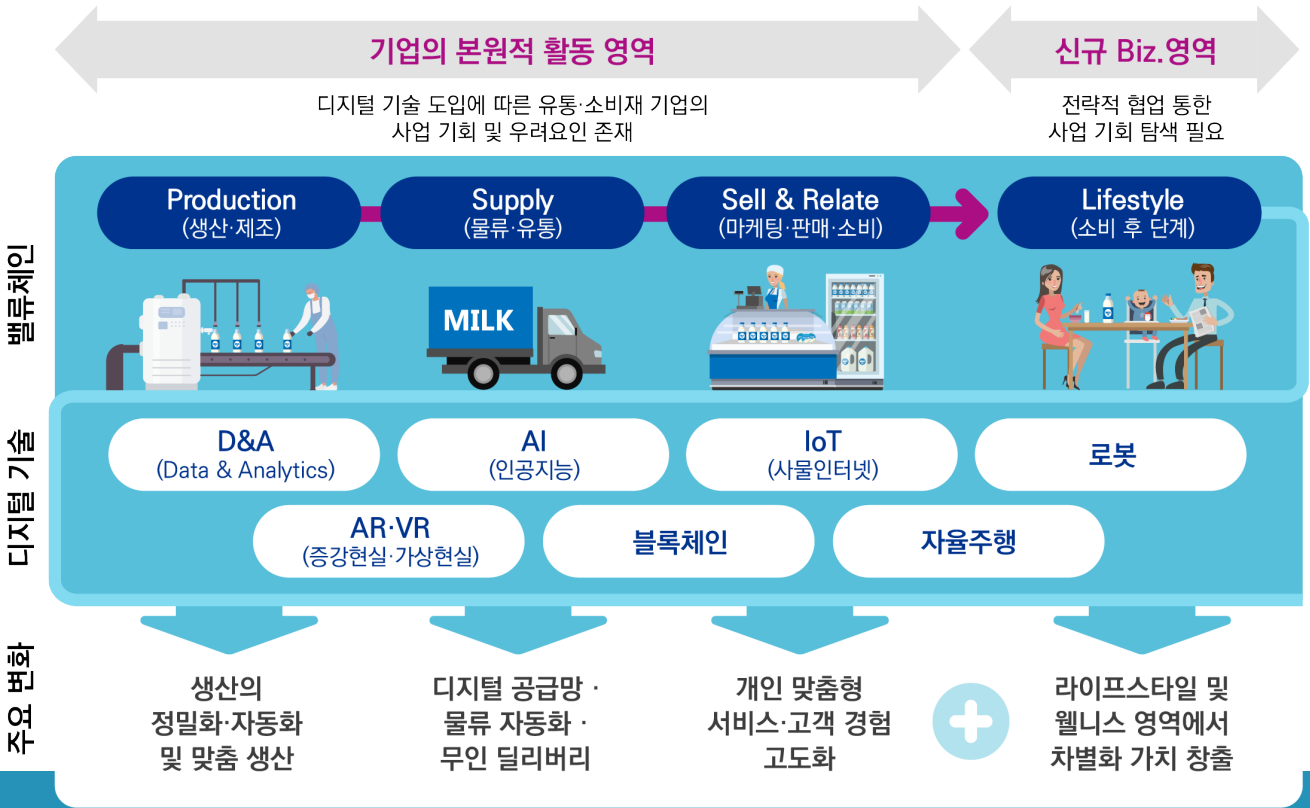 기업의 본원적 활동 영역
신규 Biz.영역
디지털 기술 도입에 따른 유통·소비재 기업의
사업 기회 및 우려요인 존재
전략적 협업 통한
사업 기회 탐색 필요
밸류체인
Production
(생산·제조)
Supply
(물류·유통)
Sell & Relate
(마케팅·판매·소비)
Lifestyle
(소비 후 단계)
MILK
디지털 기술
D&A
(Data & Analytics)
AI
(인공지능)
IoT
(사물인터넷)
로봇
AR·VR
(증강현실·가상현실)
블록체인
자율주행
주요 변화
생산의
정밀화·자동화
및 맞춤 생산
디지털 공급망 ·
물류 자동화 ·
무인 딜리버리
개인 맞춤형
서비스·고객 경험
고도화
라이프스타일 및
웰니스 영역에서
차별화 가치 창출